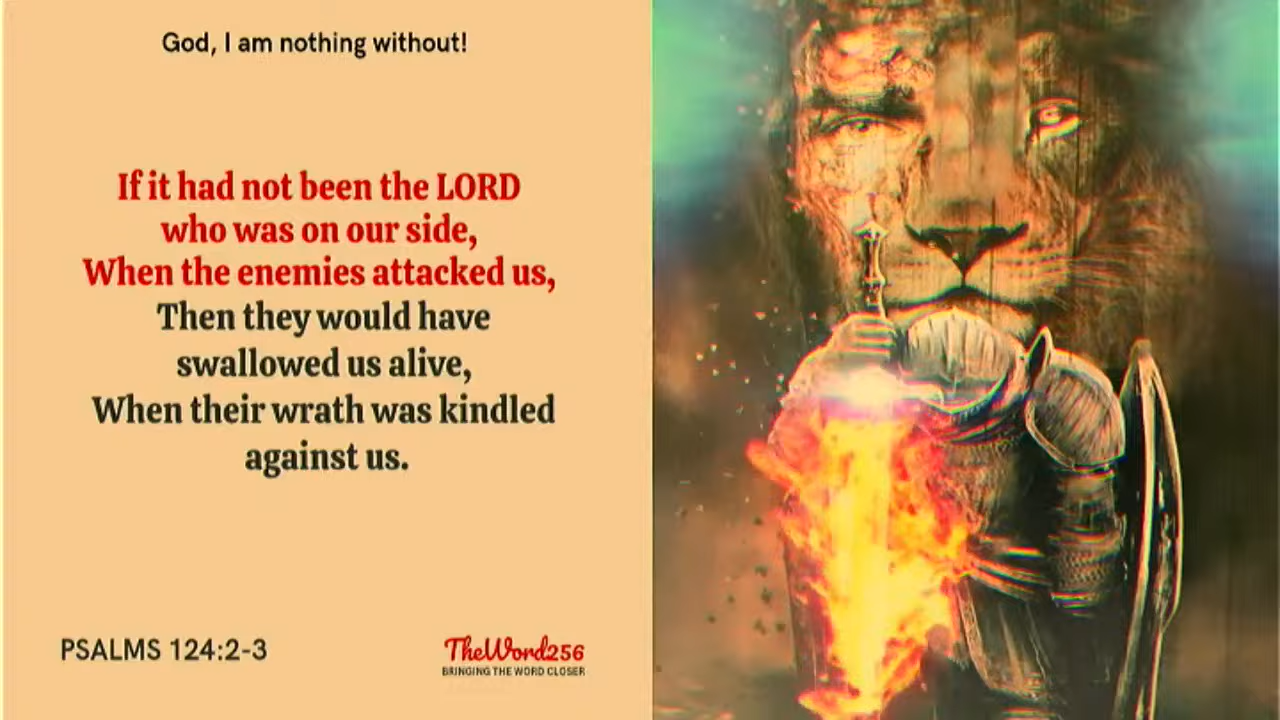 God, I am nothing without!
If it had not been the LORD
who was on our side,
When the enemies attacked us,
Then they would have
swallowed us alive,
When their wrath was kindled
against us.
PSALMS 124:2-3
TheWord256
BRINGING THE WORD CLOSER